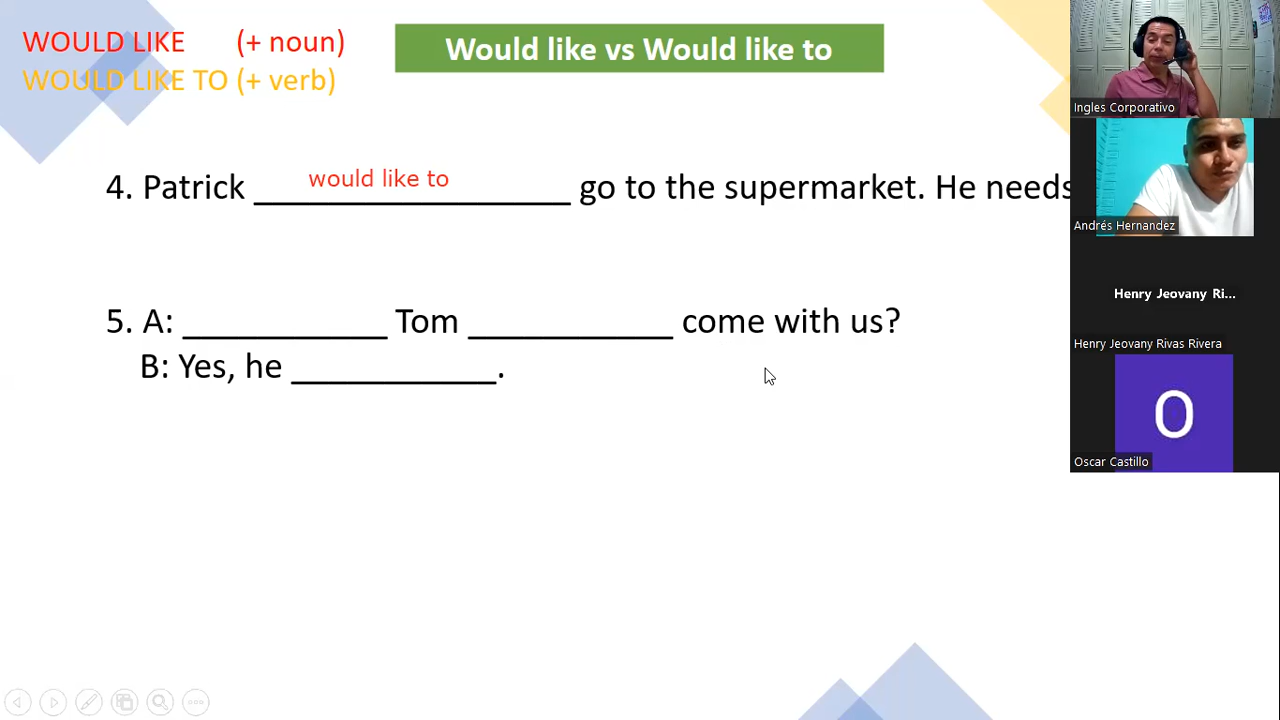 WOULD LIKE (+ noun)
WOULD LIKE TO (+ verb)
Would like vs Would like to
4. Patrick would like to go to the supermarket. He needs
5. A: ____________ Tom ____________ come with us?
B: Yes, he ____________.
Ingles Corporativo
Andrés Hernandez
Henry Jeovany Ri...
Henry Jeovany Rivas Rivera
O
Oscar Castillo